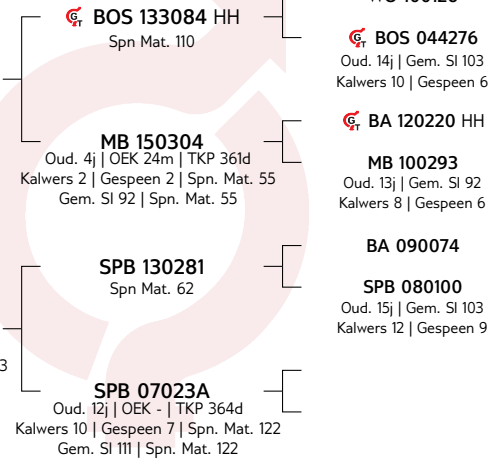 BOS 133084 HH
Spn Mat. 110
MB 150304
Oud. 4j | OEK 24m | TKP 361d
Kalwers 2 | Gespeen 2 | Spn. Mat. 55
Gem. SI 92 | Spn. Mat. 55
SPB 130281
Spn Mat. 62
3
SPB 07023A
Oud. 12j | OEK - | TKP 364d
Kalwers 10 | Gespeen 7 | Spn. Mat. 122
Gem. SI 111 | Spn. Mat. 122
BOS 044276
Oud. 14j | Gem. SI 103
Kalwers 10 | Gespeen 6
BA 120220 HH
MB 100293
Oud. 13j | Gem. SI 92
Kalwers 8 | Gespeen 6
BA 090074
SPB 080100
Oud. 15j | Gem. SI 103
Kalwers 12 | Gespeen 9